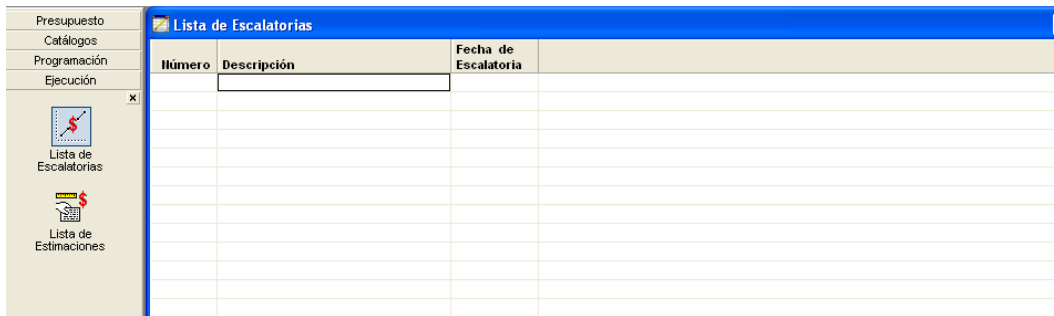 Presupuesto
Catálogos
Programación
Ejecución
Lista de
Escalatorias
Lista de
Estimaciones
Lista de Escalatorias
Número Descripción Fecha de
Escalatoria